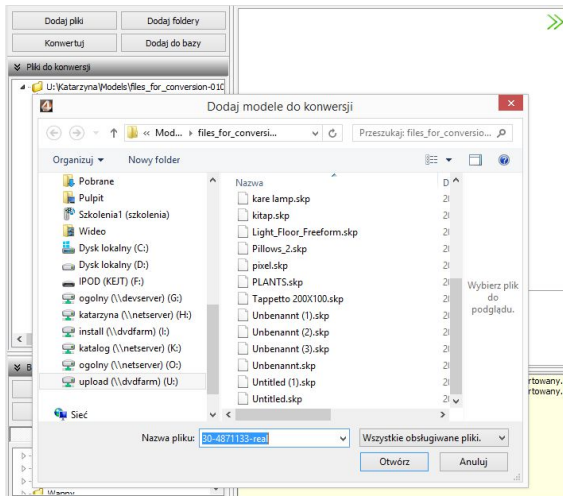 Dodaj pliki
Dodaj foldery
Konwertuj
Dodaj do bazy
Pliki do konwersji
U:\Katarzyna\Models\files_for_conversion-010
Dodaj modele do konwersji
« Mod... files_for_conversi...
Przeszukaj: files_for_conversio...
Organizuj
Nowy folder
Pobrane
Pulpit
Szkolenia1 (szkolenia)
Wideo
Dysk lokalny (C:)
Dysk lokalny (D:)
IPOD (KEJT) (F:)
ogolny (\\devserver) (G:)
katarzyna (\\netserver) (H:)
install (\\dvdfarm) (I:)
katalog (\\netserver) (K:)
ogolny (\\netserver) (O:)
upload (\\dvdfarm) (U:)
Sieć
Nazwa
D
kare lamp.skp
kitap.skp
Light_Floor_Freeform.skp
Pillows_2.skp
pixel.skp
PLANTS.skp
Tappetto 200X100.skp
Unbenannt (1).skp
Unbenannt (2).skp
Unbenannt (3).skp
Unbenannt.skp
Untitled (1).skp
Untitled.skp
Wybierz plik
do
podglądu.
Nazwa pliku:
30-4871133-real
Wszystkie obsługiwane pliki.
Otwórz
Anuluj
B
rtowany.
rtowany.
Wanny